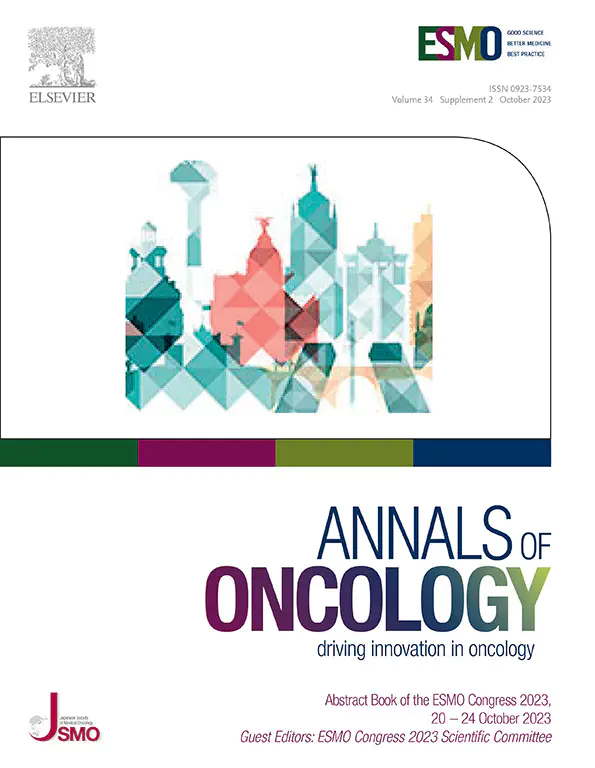 ESMO
GOOD SCIENCE
BETTER MEDICINE
BEST PRACTICE
ELSEVIER
ISSN 0923-7534
Volume 34 Supplement 2 October 2023
ANNALS OF
ONCOLOGY
driving innovation in oncology
Abstract Book of the ESMO Congress 2023,
20 – 24 October 2023
Guest Editors: ESMO Congress 2023 Scientific Committee
Japanese Society
of Medical Oncology
JSMO